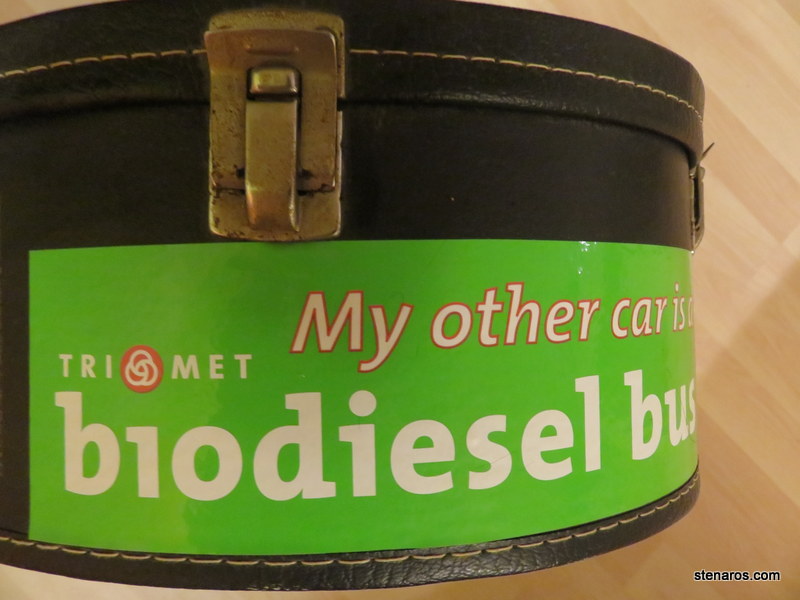 My other car is a
TRI MET
biodiesel bus
stenaros.com